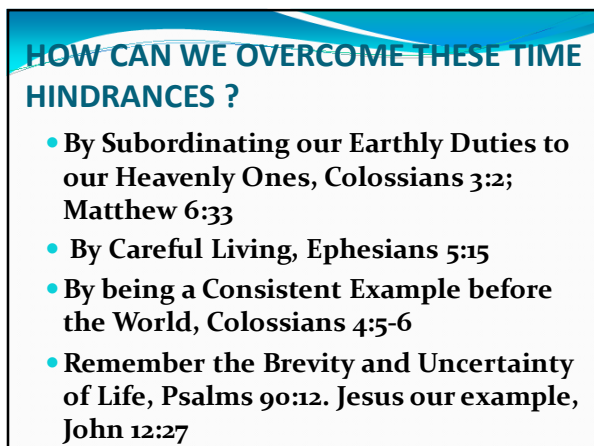 HOW CAN WE OVERCOME THESE TIME
HINDRANCES ?
• By Subordinating our Earthly Duties to
our Heavenly Ones, Colossians 3:2;
Matthew 6:33
• By Careful Living, Ephesians 5:15
• By being a Consistent Example before
the World, Colossians 4:5-6
• Remember the Brevity and Uncertainty
of Life, Psalms 90:12. Jesus our example,
John 12:27